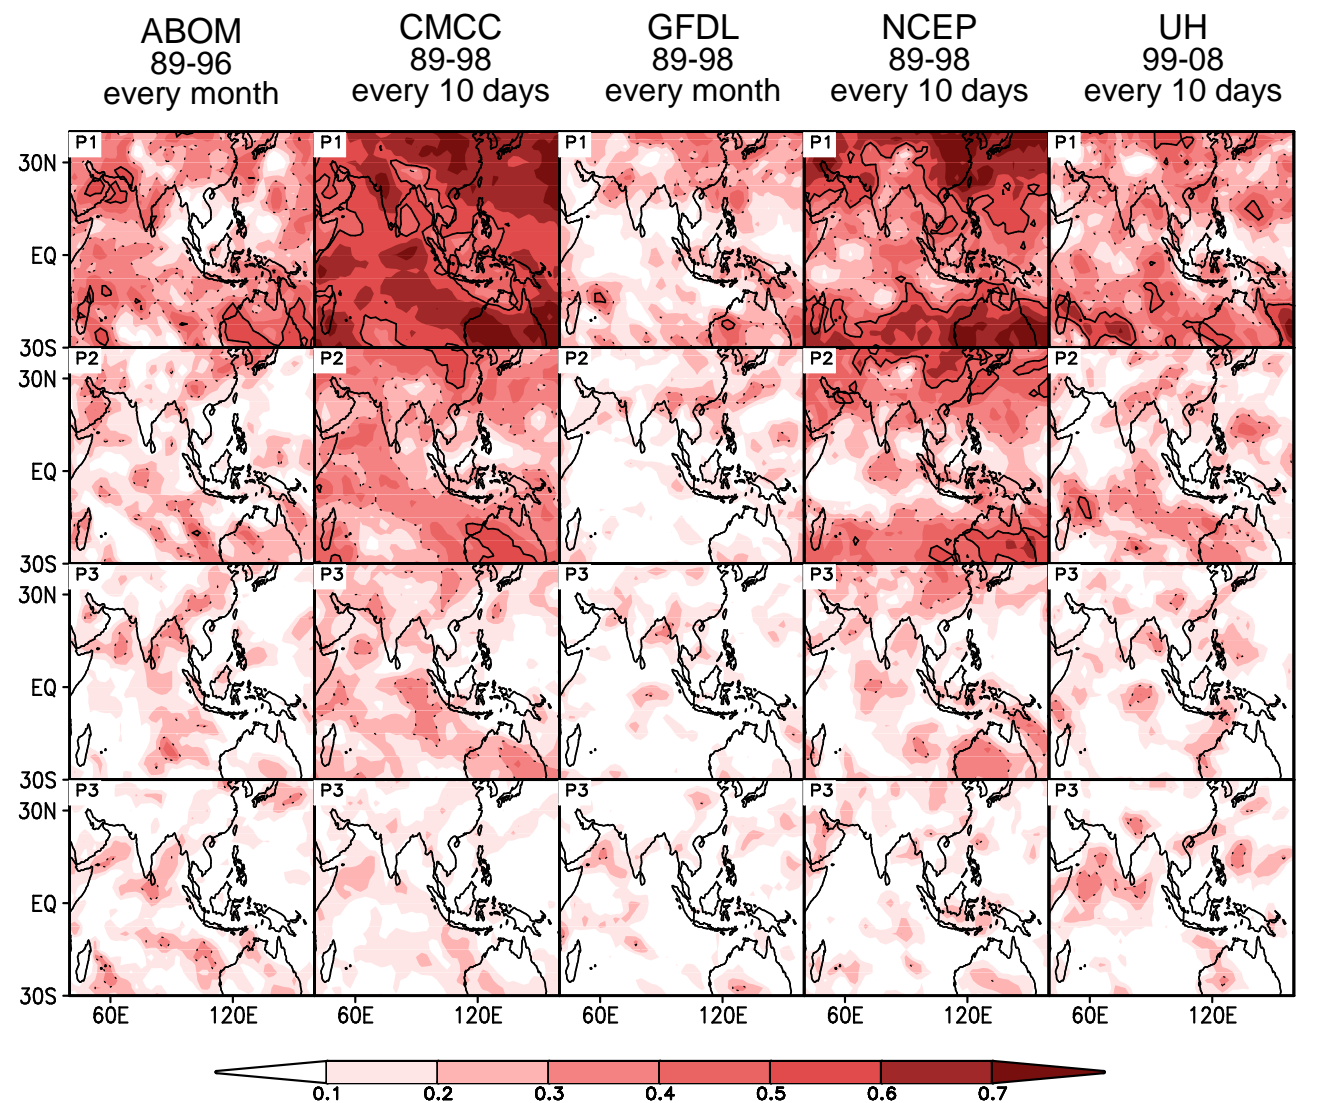 ABOM CMCC GFDL NCEP UH
89-96 89-98 89-98 89-98 99-08
every month every 10 days every month every 10 days every 10 days
P1 P1 P1 P1 P1
30N
EQ
30S
P2 P2 P2 P2 P2
30N
EQ
30S
P3 P3 P3 P3 P3
30N
EQ
30S
P3 P3 P3 P3 P3
30N
EQ
30S
60E 120E 60E 120E 60E 120E 60E 120E 60E 120E
0.1 0.2 0.3 0.4 0.5 0.6 0.7